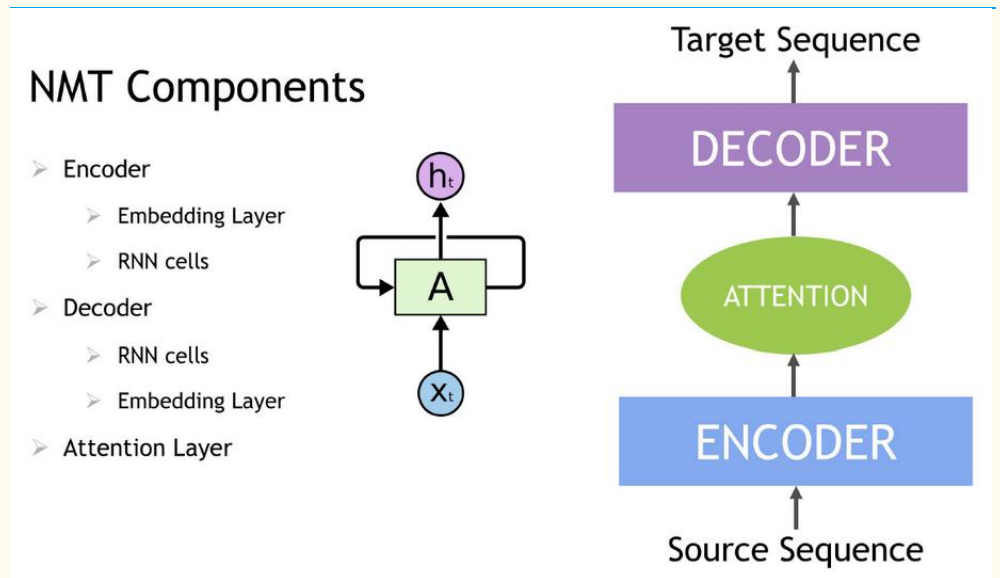 NMT Components
Encoder
Embedding Layer
RNN cells
Decoder
RNN cells
Embedding Layer
Attention Layer
ht
A
xt
Target Sequence
DECODER
ATTENTION
ENCODER
Source Sequence